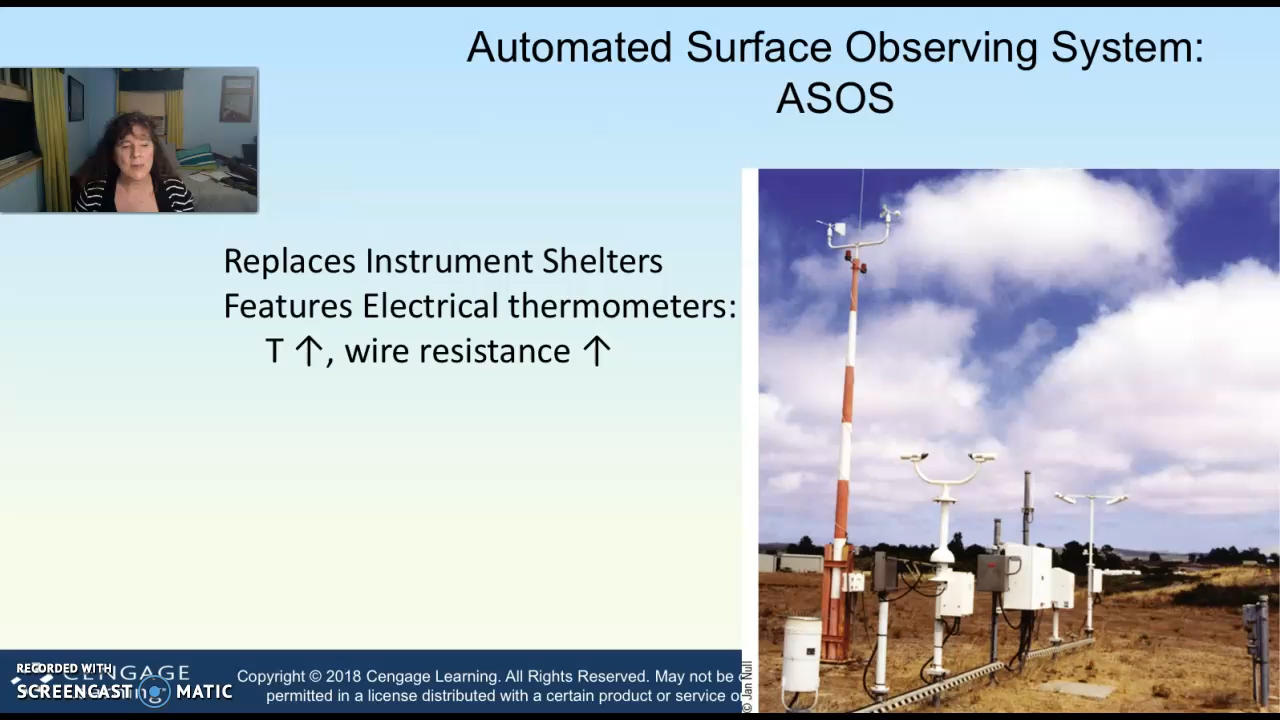 Automated Surface Observing System:
ASOS
Replaces Instrument Shelters
Features Electrical thermometers:
T ↑, wire resistance ↑
© Jan Null
RECORDED WITH
CENGAGE
SCREENCAST MATIC
Copyright © 2018 Cengage Learning. All Rights Reserved. May not be
permitted in a license distributed with a certain product or service